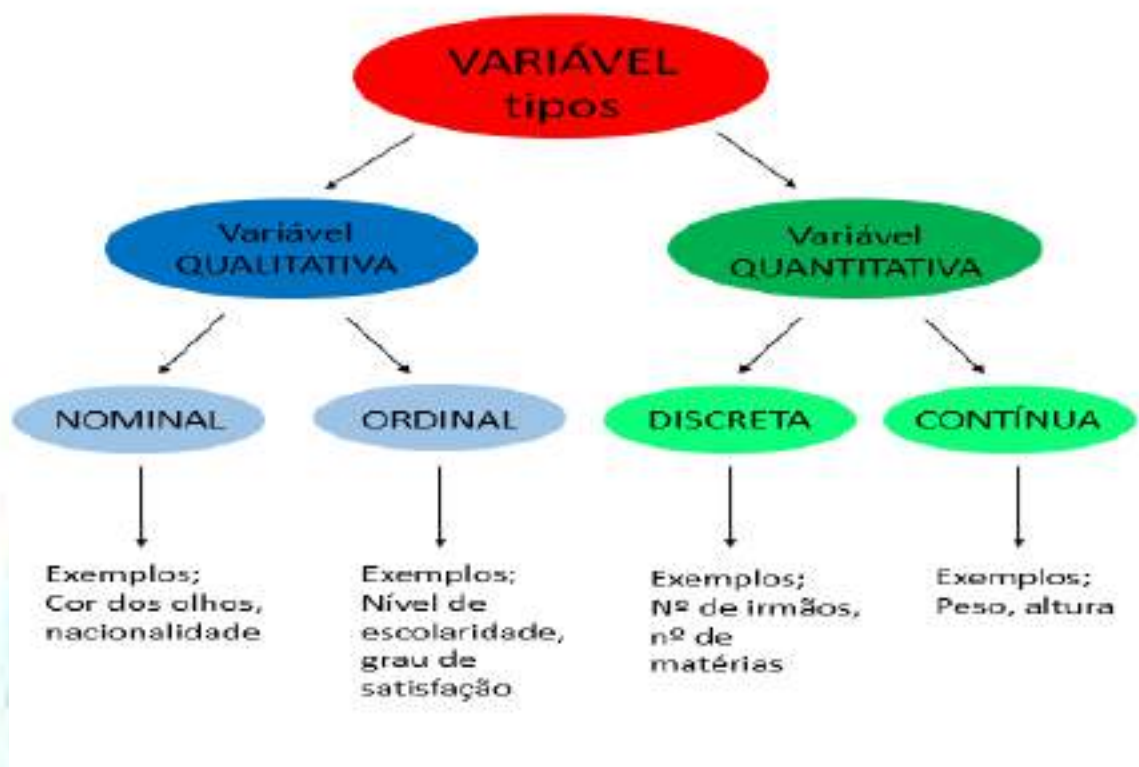 VARIÁVEL
tipos
Variável
QUALITATIVA
Variável
QUANTITATIVA
NOMINAL
ORDINAL
DISCRETA
CONTÍNUA
Exemplos;
Cor dos olhos,
nacionalidade
Exemplos;
Nível de
escolaridade,
grau de
satisfação
Exemplos;
Nº de irmãos,
nº de
matérias
Exemplos;
Peso, altura